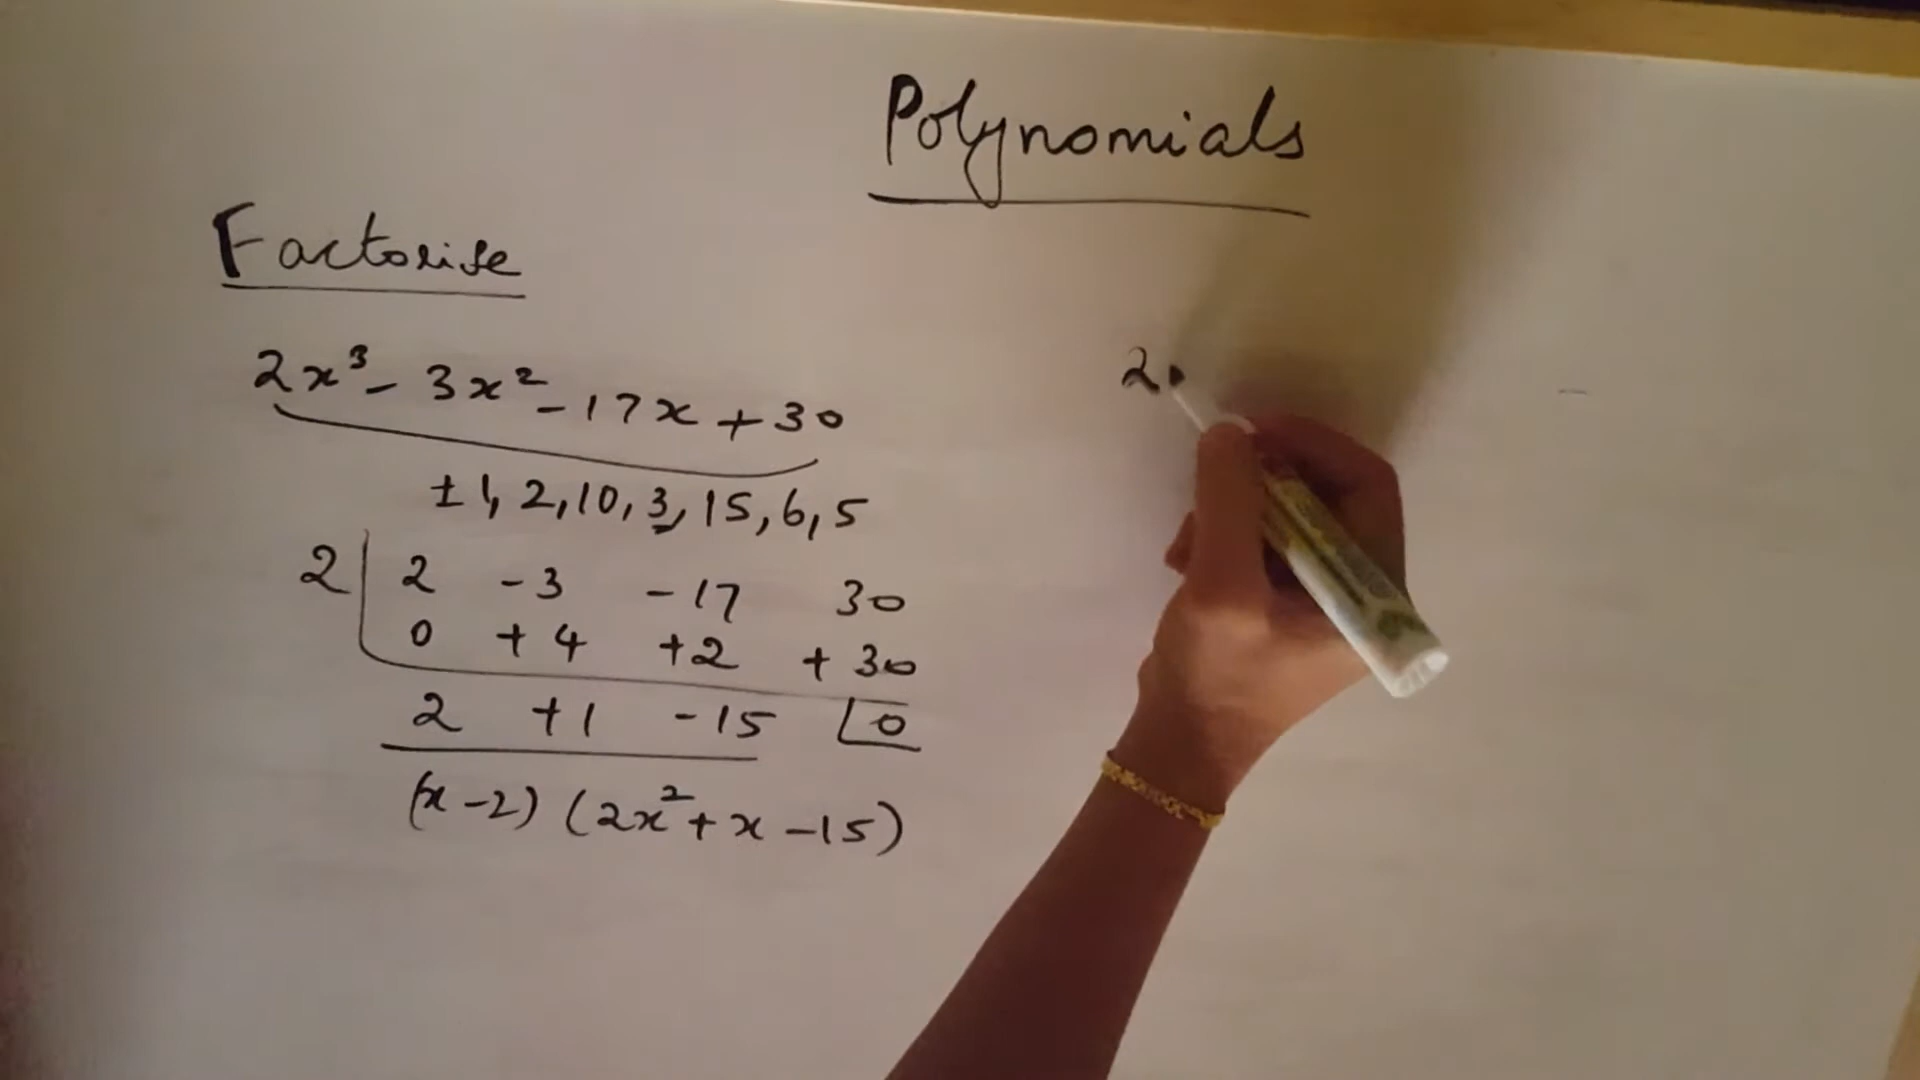 Polynomials
Factorise
2x³ - 3x² - 17x + 30
± 1, 2, 10, 3, 15, 6, 5
2 | 2 -3 -17 30
0 + 4 + 2 + 30
2 + 1 - 15 0
(x - 2) (2x² + x - 15)
2